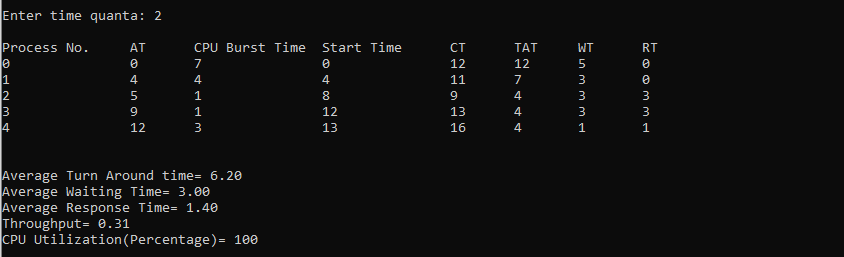 Enter time quanta: 2
Process No. AT CPU Burst Time Start Time CT TAT WT RT
0 0 7 0 12 12 5 0
1 4 4 4 11 7 3 0
2 5 1 8 9 4 3 3
3 9 1 12 13 4 3 3
4 12 3 13 16 4 1 1
Average Turn Around time= 6.20
Average Waiting Time= 3.00
Average Response Time= 1.40
Throughput= 0.31
CPU Utilization(Percentage)= 100